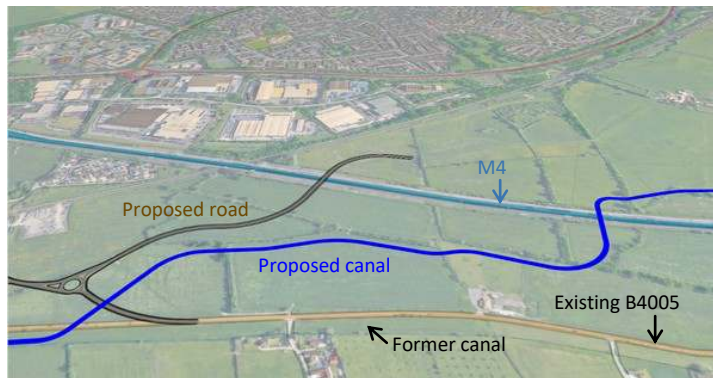 M4
Proposed road
Proposed canal
Existing B4005
Former canal